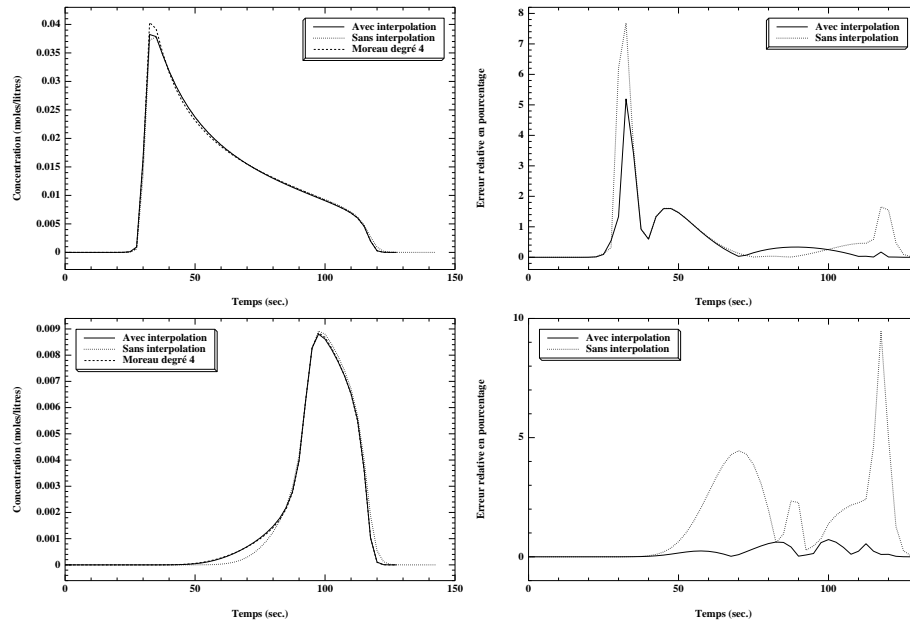 Concentration (moles/litres)
0.04
0.035
0.03
0.025
0.02
0.015
0.01
0.005
0
Avec interpolation
Sans interpolation
Moreau degré 4
0
50
100
150
Temps (sec.)
Erreur relative en pourcentage
8
7
6
5
4
3
2
1
0
Avec interpolation
Sans interpolation
0
50
100
Temps (sec.)
Concentration (moles/litres)
0.009
0.008
0.007
0.006
0.005
0.004
0.003
0.002
0.001
0
Avec interpolation
Sans interpolation
Moreau degré 4
0
50
100
150
Temps (sec.)
Erreur relative en pourcentage
10
5
0
Avec interpolation
Sans interpolation
0
50
100
Temps (sec.)